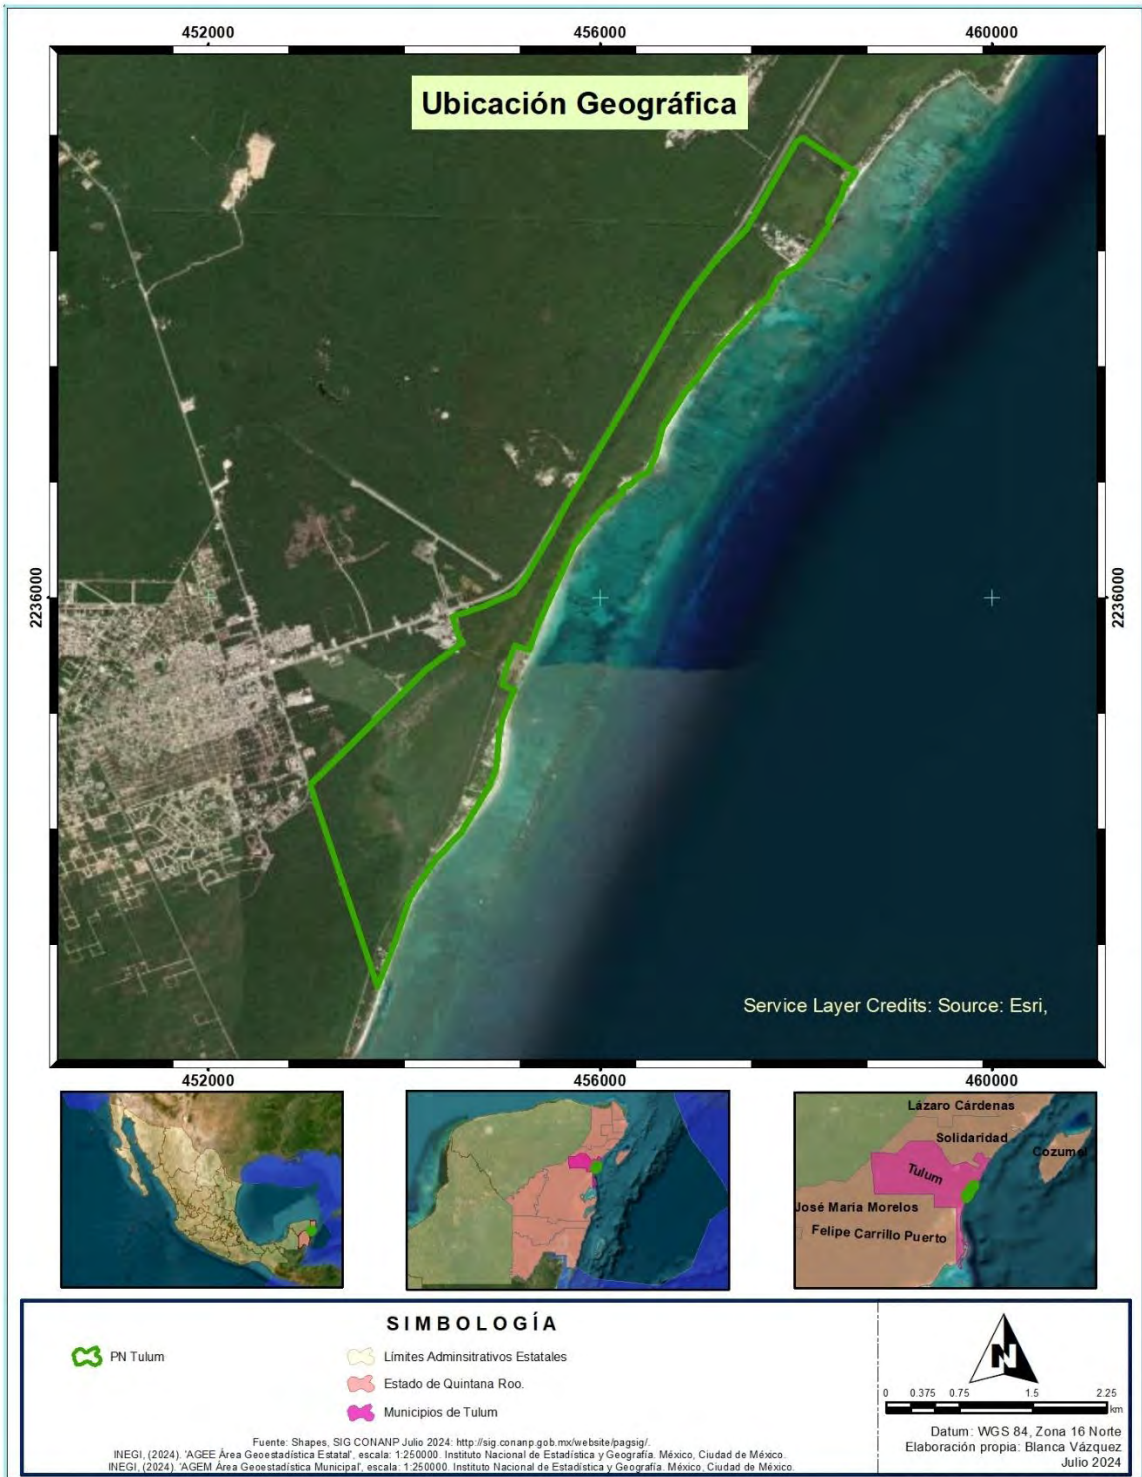 452000 456000 460000
Ubicación Geográfica
2236000 2236000
Service Layer Credits: Source: Esri,
452000 456000 460000
Lázaro Cárdenas
Solidaridad
Cozumel
Tulum
José María Morelos
Felipe Carrillo Puerto
SIMBOLOGÍA
PN Tulum
Límites Adminsitrativos Estatales
Estado de Quintana Roo.
Municipios de Tulum
N
0 0.375 0.75 1.5 2.25
km
Fuente: Shapes, SIG CONANP Julio 2024: http://sig.conanp.gob.mx/website/pagsig/.
INEGI, (2024). 'AGEE Área Geoestadística Estatal', escala: 1:250000. Instituto Nacional de Estadística y Geografía. México, Ciudad de México.
INEGI, (2024). 'AGEM Área Geoestadística Municipal', escala: 1:250000. Instituto Nacional de Estadística y Geografía. México, Ciudad de México.
Datum: WGS 84, Zona 16 Norte
Elaboración propia: Blanca Vázquez
Julio 2024